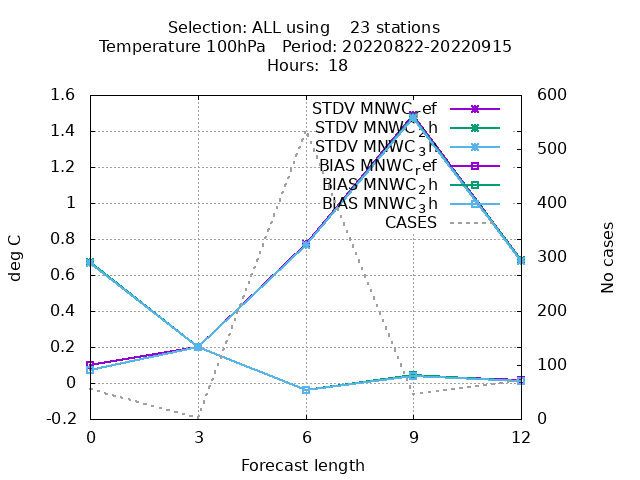 Selection: ALL using 23 stations
Temperature 100hPa Period: 20220822-20220915
Hours: 18
STDV MNWC_ref
STDV MNWC_2h
STDV MNWC_3h
BIAS MNWC_ref
BIAS MNWC_2h
BIAS MNWC_3h
CASES
1.6
1.4
1.2
1
0.8
0.6
0.4
0.2
0
-0.2
deg C
600
500
400
300
200
100
0
No cases
0 3 6 9 12
Forecast length